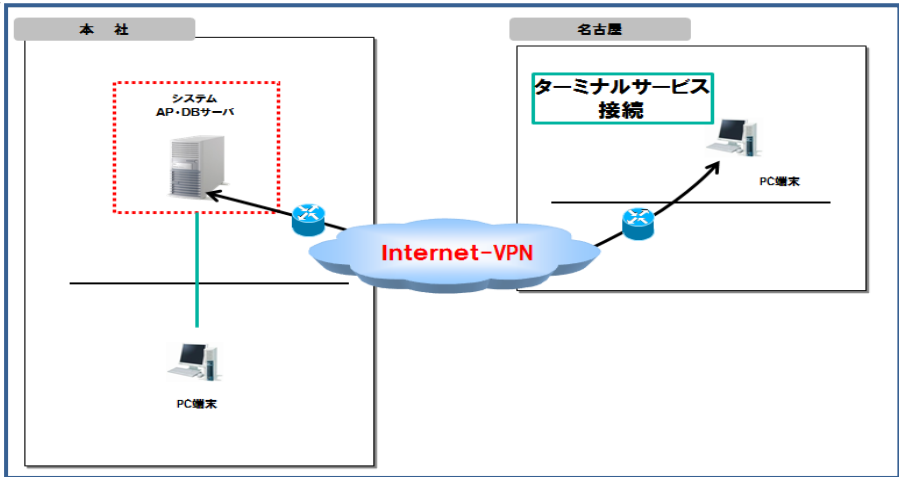 本 社
名古屋
システム
AP・DBサーバ
ターミナルサービス
接続
PC端末
Internet-VPN
PC端末